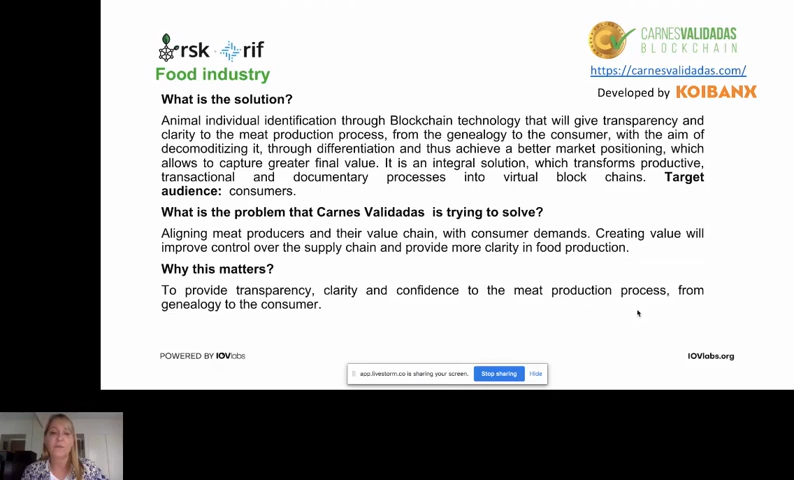 rsk rif
CARNESVALIDADAS
BLOCKCHAIN
Food industry
https://carnesvalidadas.com/
Developed by KOIBANX
What is the solution?
Animal individual identification through Blockchain technology that will give transparency and
clarity to the meat production process, from the genealogy to the consumer, with the aim of
decomoditizing it, through differentiation and thus achieve a better market positioning, which
allows to capture greater final value. It is an integral solution, which transforms productive,
transactional and documentary processes into virtual block chains. Target
audience: consumers.
What is the problem that Carnes Validadas is trying to solve?
Aligning meat producers and their value chain, with consumer demands. Creating value will
improve control over the supply chain and provide more clarity in food production.
Why this matters?
To provide transparency, clarity and confidence to the meat production process, from
genealogy to the consumer.
POWERED BY IOVlabs
IOVlabs.org
app.livestorm.co is sharing your screen.
Stop sharing
Hide